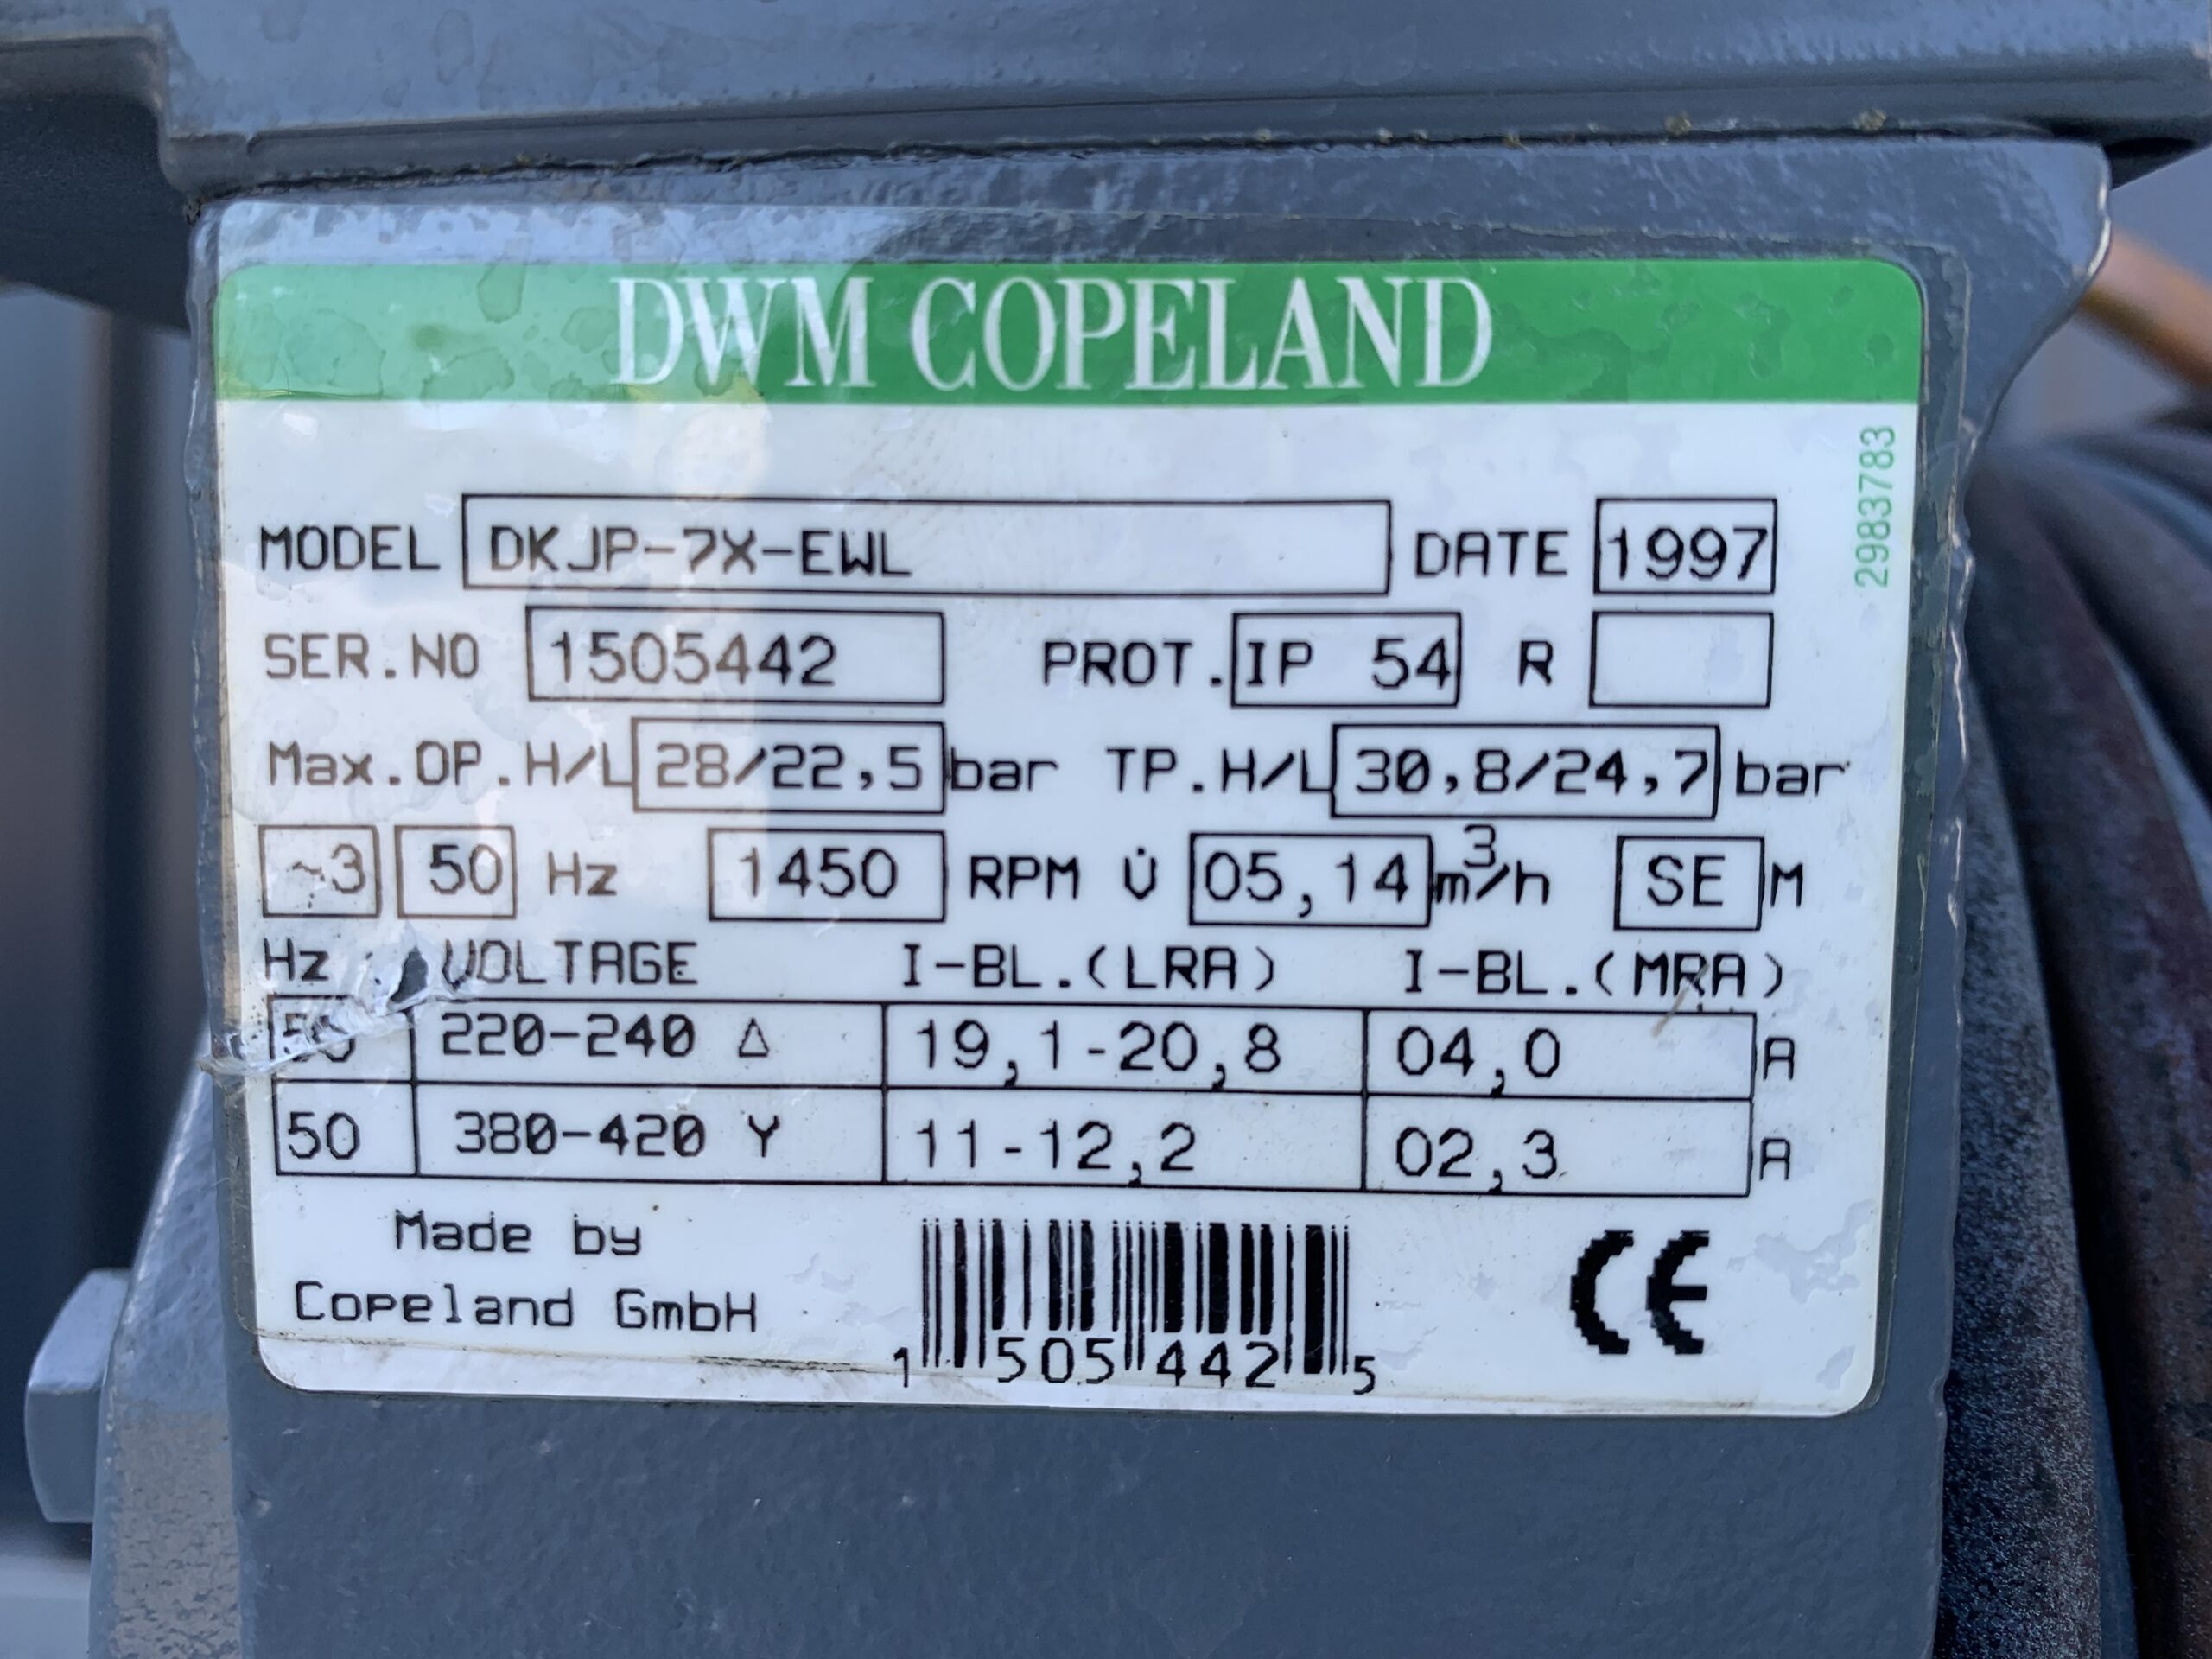 DWM COPELAND
2983783
MODEL DKJP-7X-EWL DATE 1997
SER.NO 1505442 PROT. IP 54 R
Max.OP.H/L 28/22,5 bar TP.H/L 30,8/24,7 bar
~3 50 Hz 1450 RPM V̇ 05,14 m³/h SE M
Hz VOLTAGE I-BL.(LRA) I-BL.(MRA)
50 220-240 Δ 19,1-20,8 04,0 A
50 380-420 Y 11-12,2 02,3 A
Made by
Copeland GmbH
1 505 442 5
CE